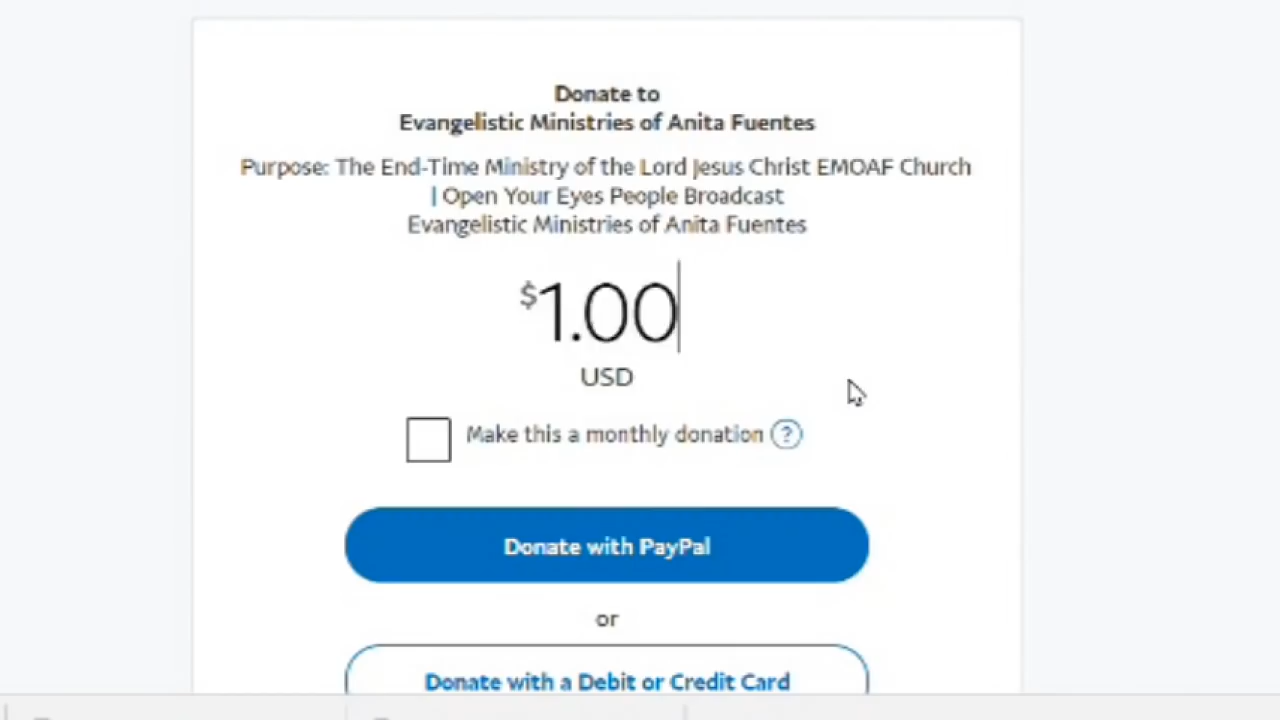 Donate to
Evangelistic Ministries of Anita Fuentes
Purpose: The End-Time Ministry of the Lord Jesus Christ EMOAF Church
| Open Your Eyes People Broadcast
Evangelistic Ministries of Anita Fuentes
$1.00
USD
Make this a monthly donation ?
Donate with PayPal
or
Donate with a Debit or Credit Card